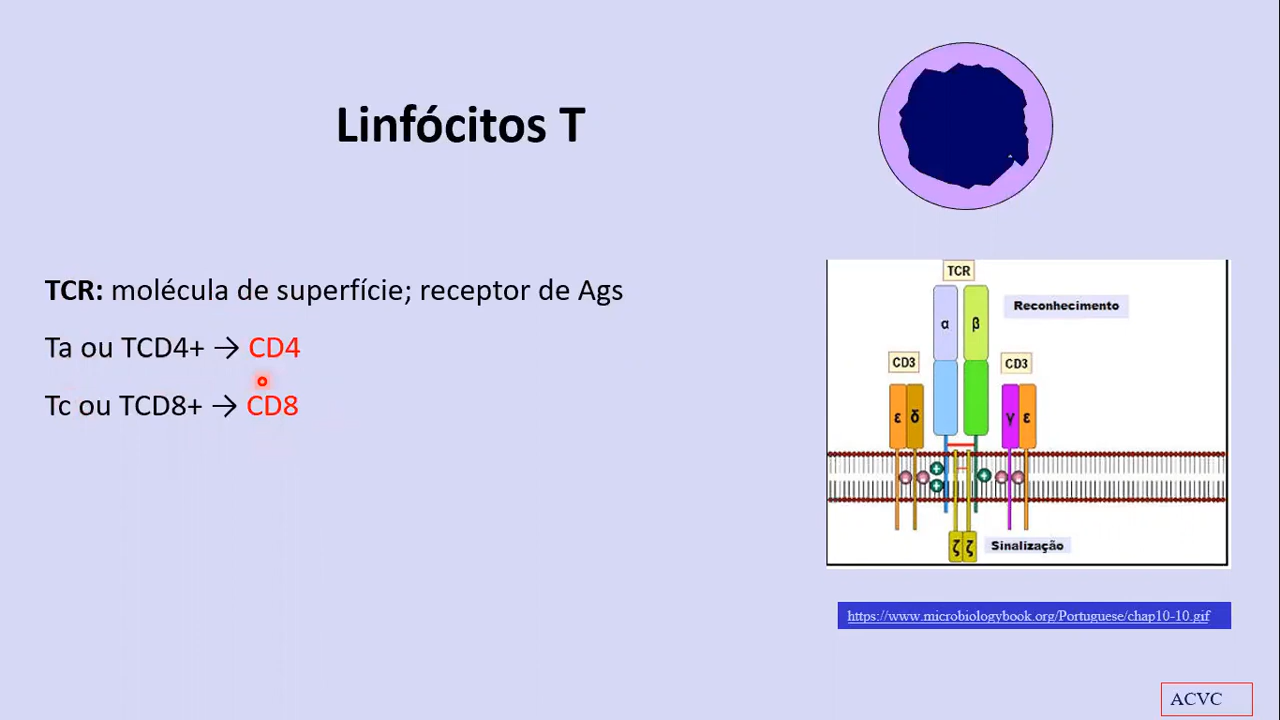 Linfócitos T
TCR: molécula de superfície; receptor de Ags
Ta ou TCD4+ → CD4
Tc ou TCD8+ → CD8
TCR
Reconhecimento
α
β
CD3
CD3
ε
δ
γ
ε
+
+
+
ζ
ζ
Sinalização
https://www.microbiologybook.org/Portuguese/chap10-10.gif
ACVC